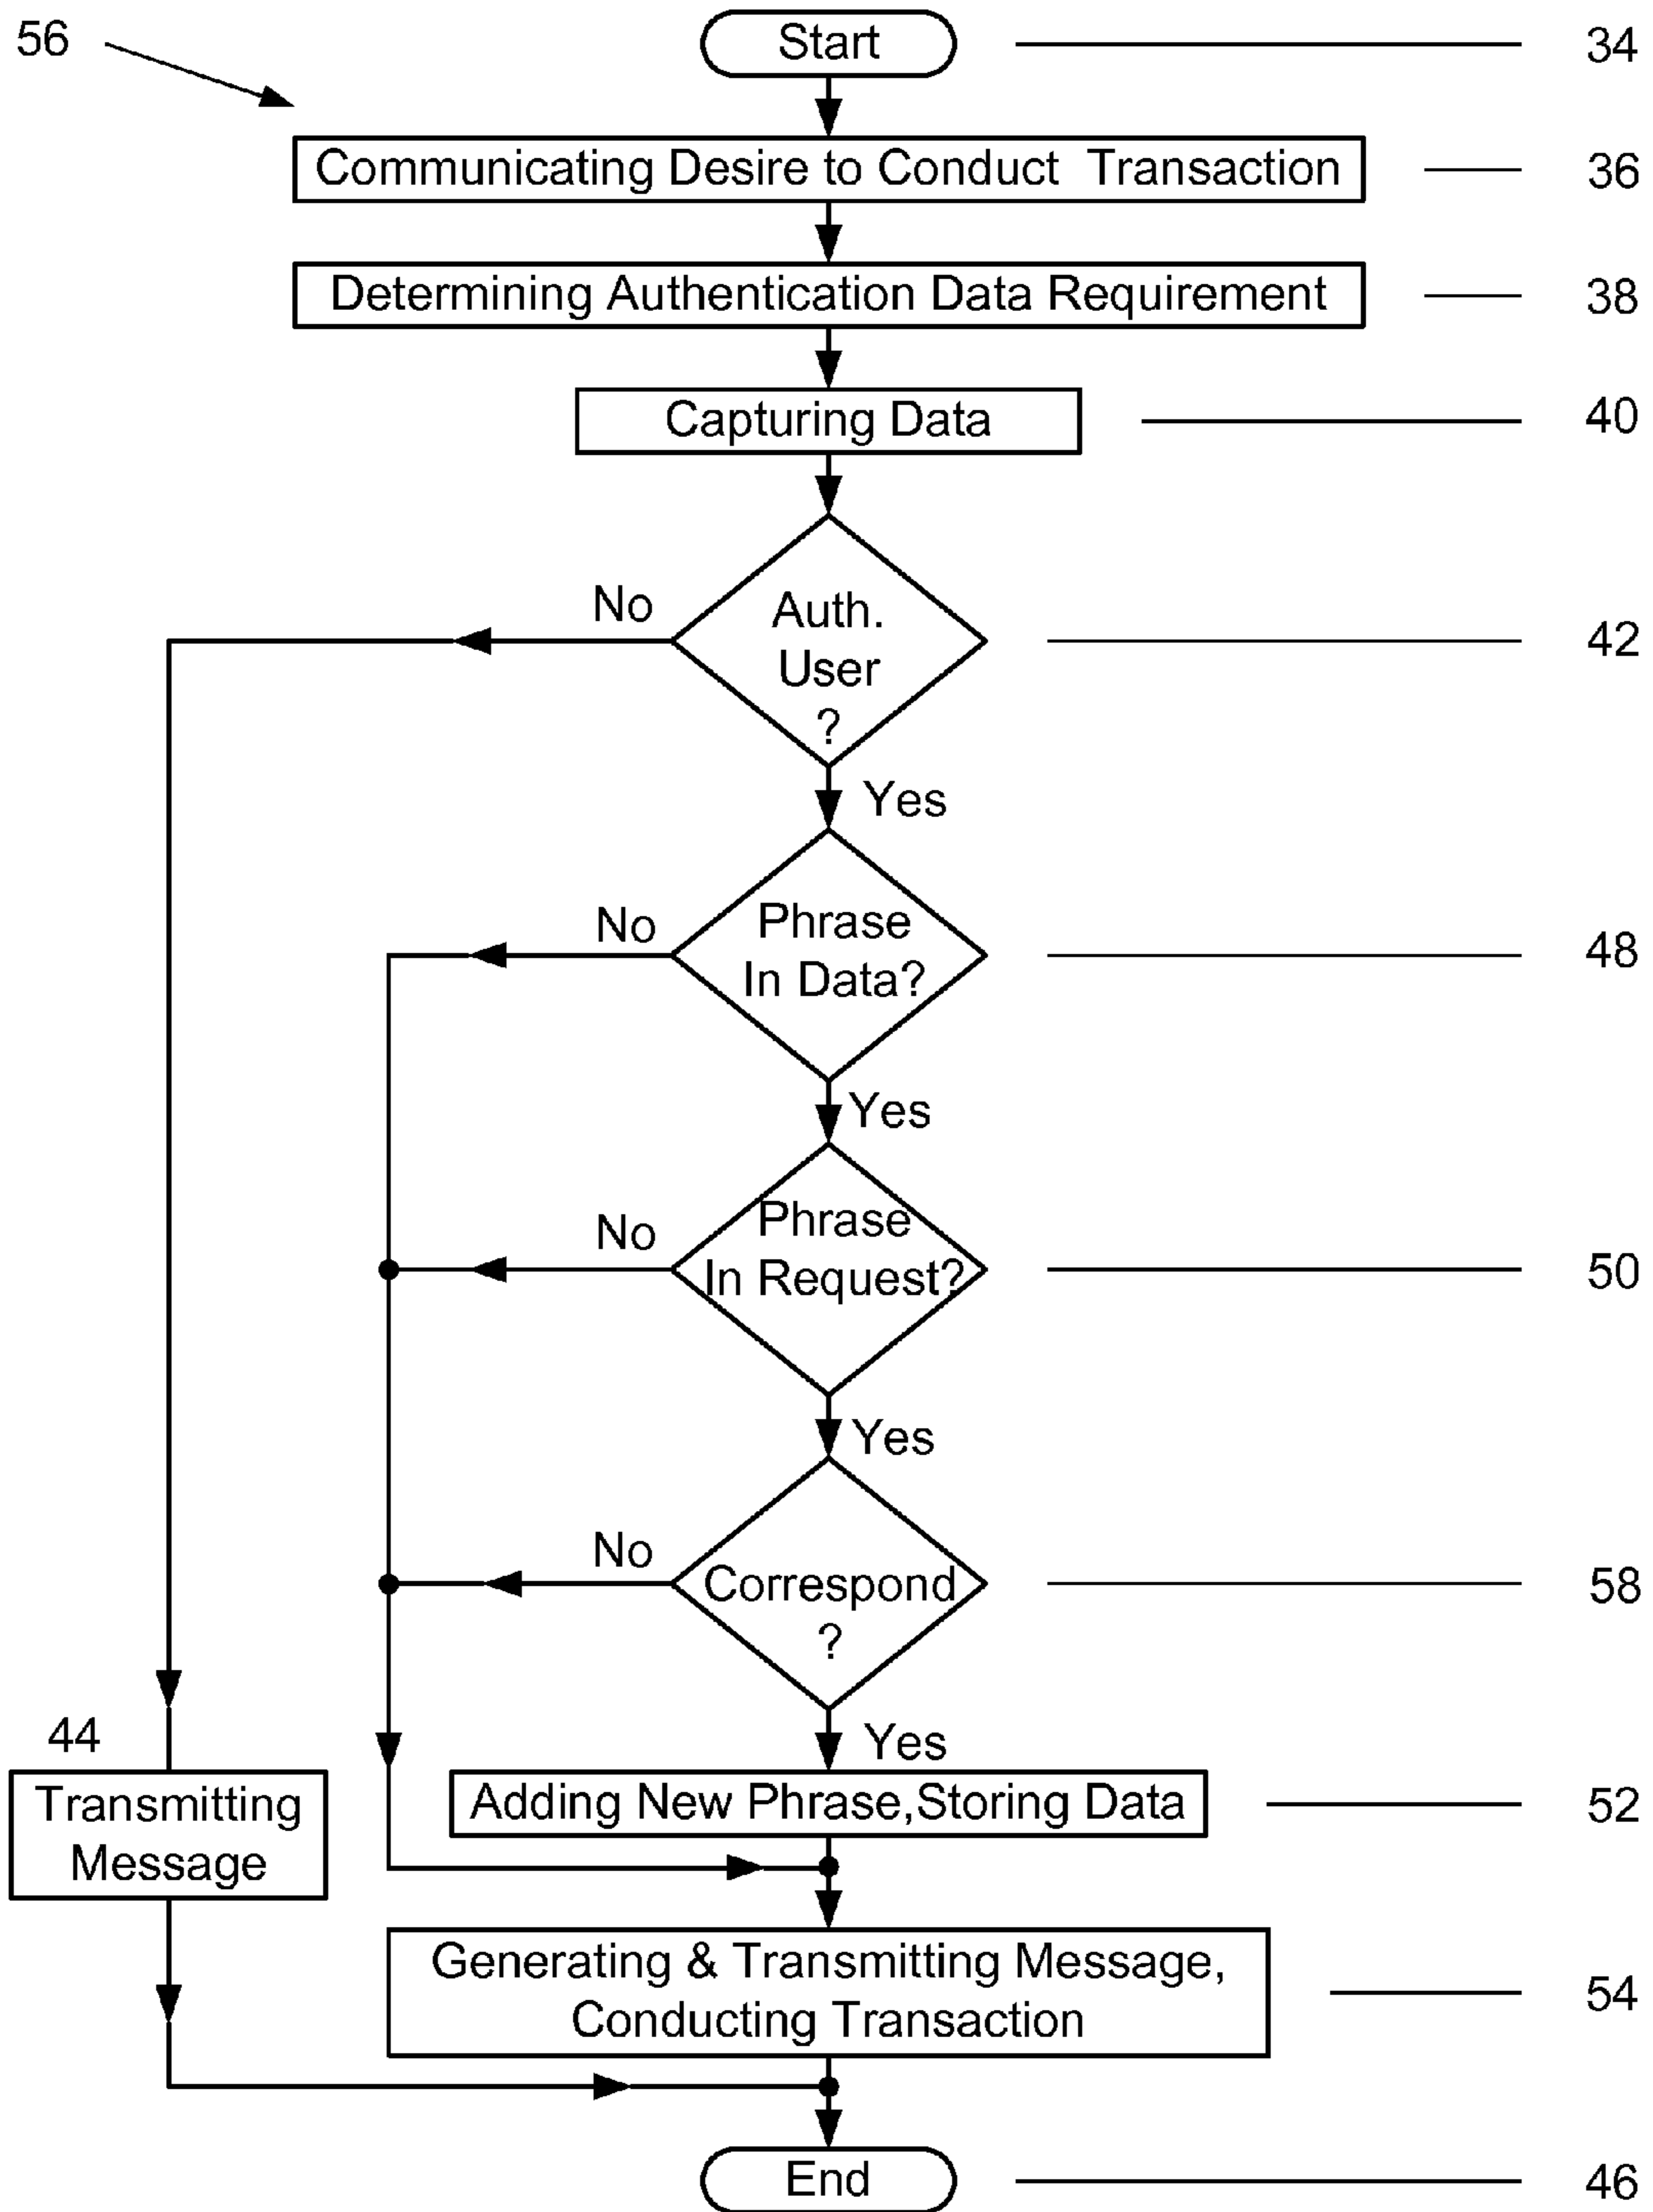 56
Start
34
Communicating Desire to Conduct Transaction
36
Determining Authentication Data Requirement
38
Capturing Data
40
No
Auth.
User
?
42
Yes
No
Phrase
In Data?
48
Yes
No
Phrase
In Request?
50
Yes
No
Correspond
?
58
Yes
44
Transmitting
Message
Adding New Phrase,Storing Data
52
Generating & Transmitting Message,
Conducting Transaction
54
End
46